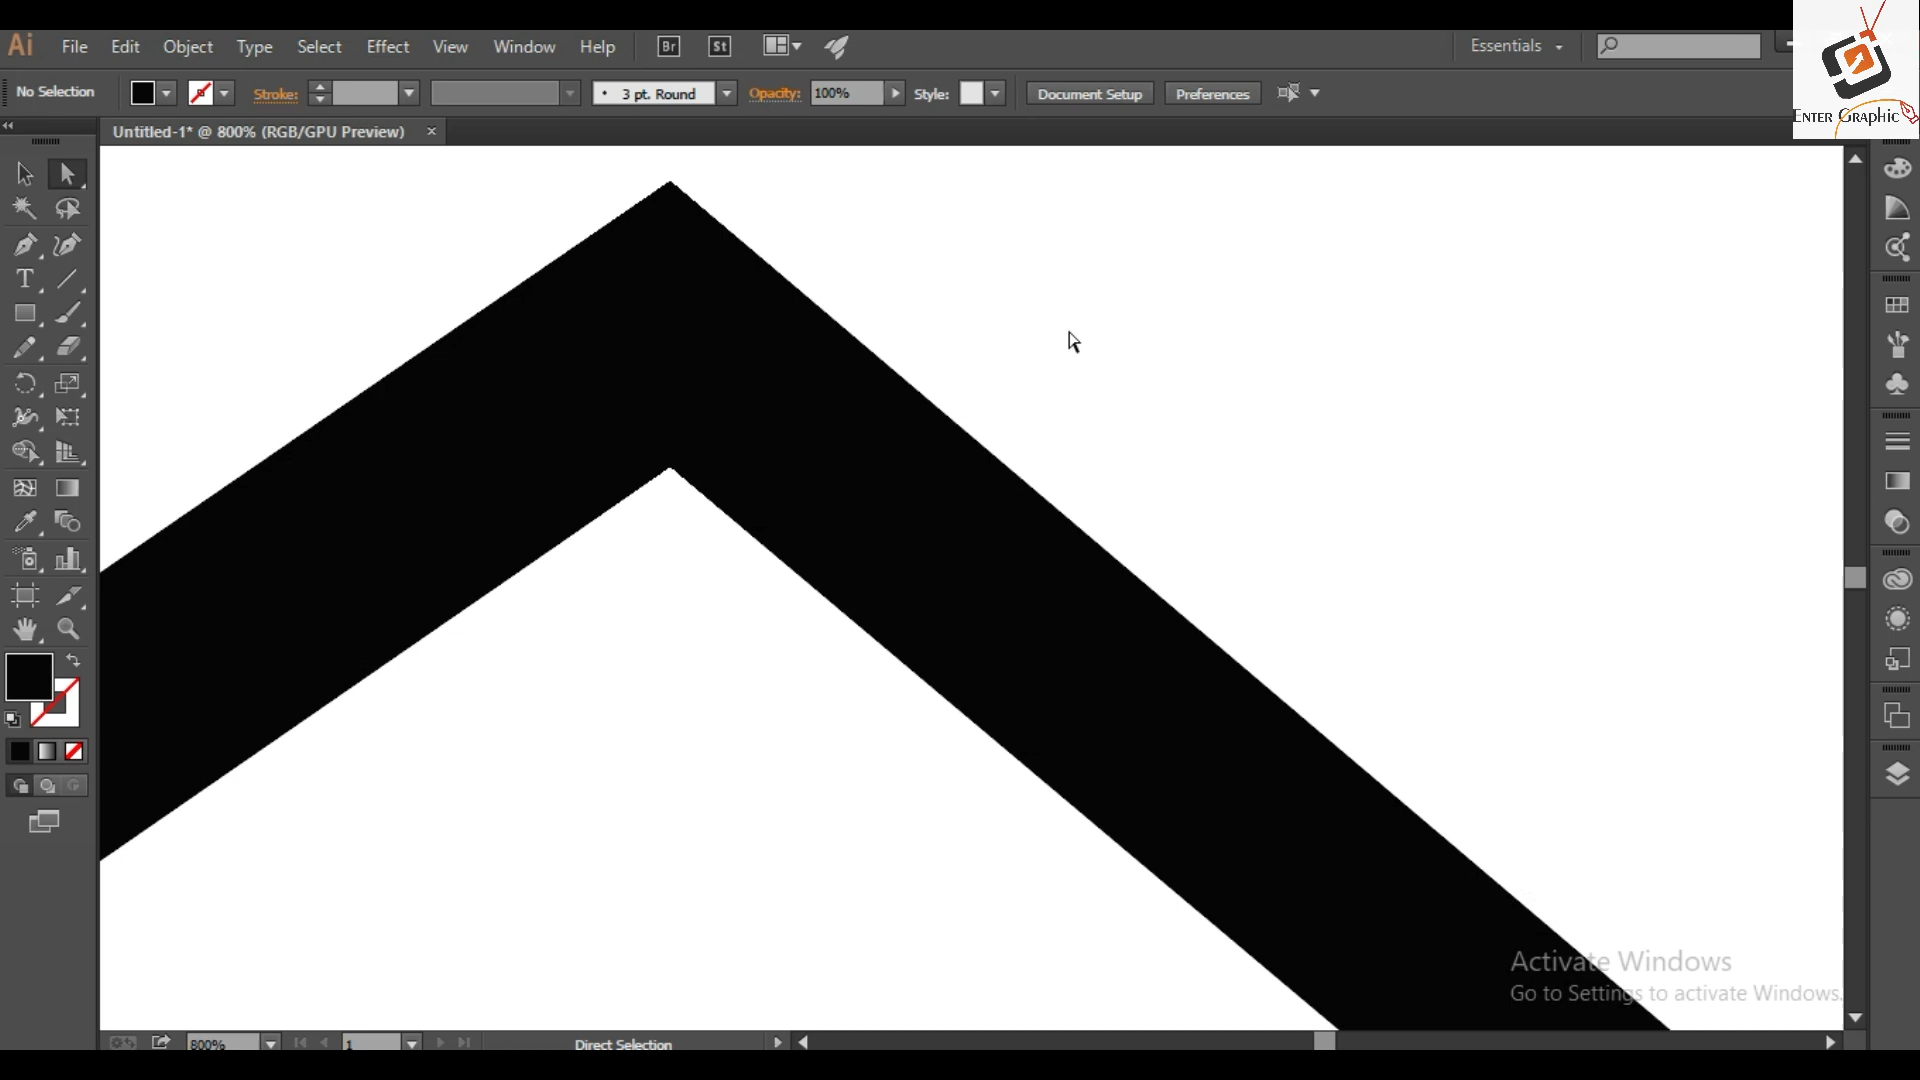 Ai File Edit Object Type Select Effect View Window Help Br St Essentials
No Selection Stroke: 3 pt. Round Opacity: 100% Style: Document Setup Preferences
ENTER GRAPHIC
Untitled-1* @ 800% (RGB/GPU Preview)
T
Activate Windows
Go to Settings to activate Windows.
800% 1 Direct Selection